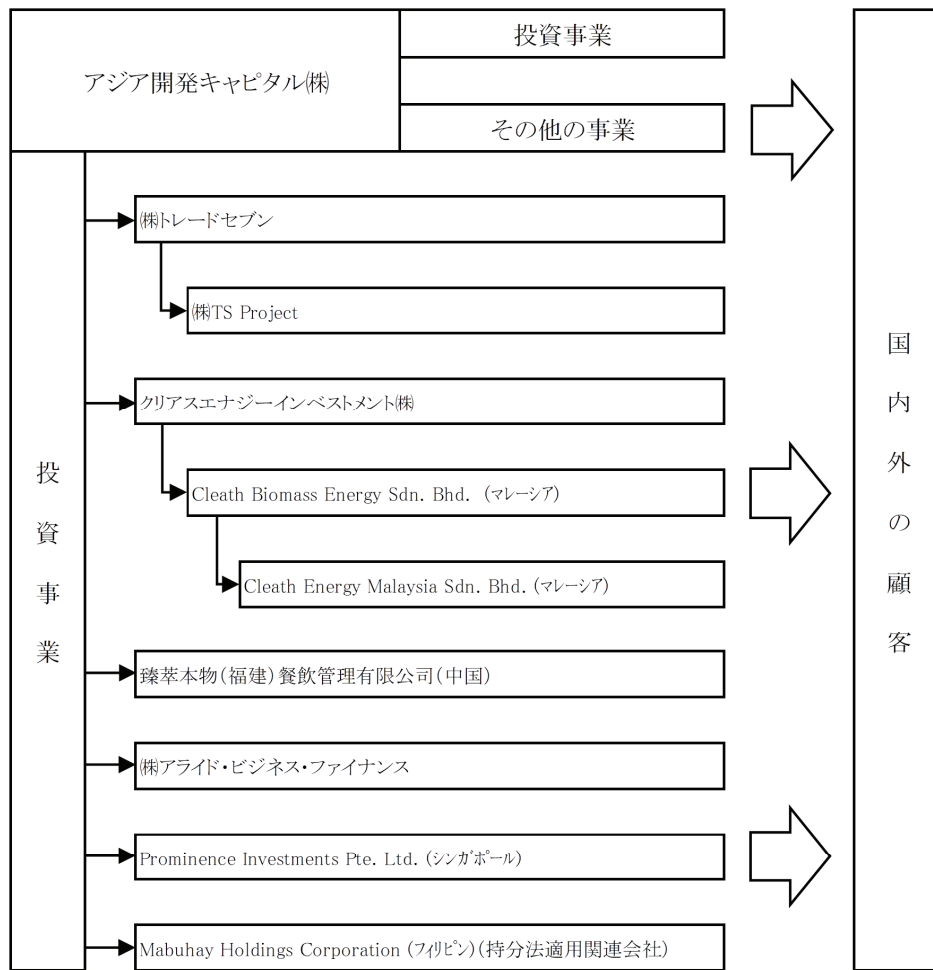 アジア開発キャピタル㈱
投資事業
その他の事業
㈱トレードセブン
㈱TS Project
クリアスエナジーインベストメント㈱
Cleath Biomass Energy Sdn. Bhd. (マレーシア)
Cleath Energy Malaysia Sdn. Bhd. (マレーシア)
臻萃本物(福建)餐飲管理有限公司(中国)
㈱アライド・ビジネス・ファイナンス
Prominence Investments Pte. Ltd. (シンガポール)
Mabuhay Holdings Corporation (フィリピン)(持分法適用関連会社)
投資事業
国内外の顧客